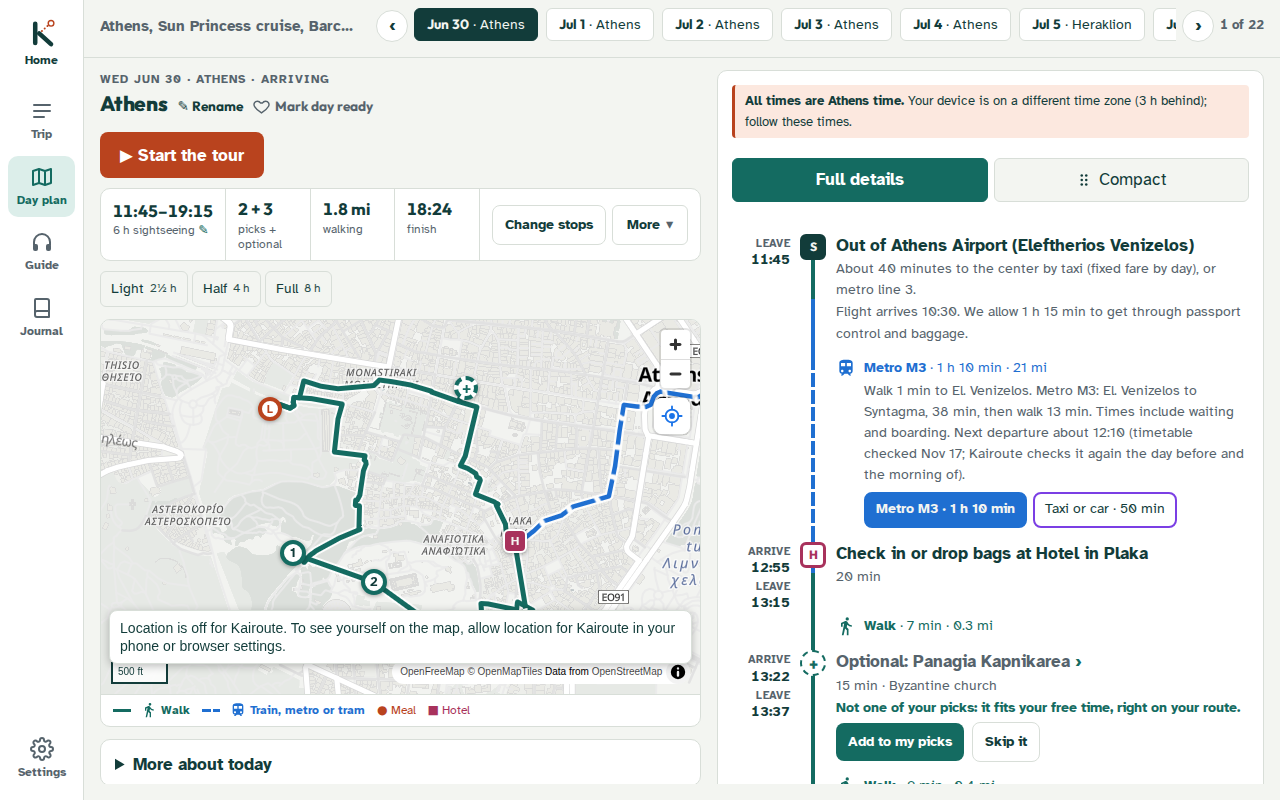 Home
Trip
Day plan
Guide
Journal
Settings
Athens, Sun Princess cruise, Barc...
‹
Jun 30 · Athens
Jul 1 · Athens
Jul 2 · Athens
Jul 3 · Athens
Jul 4 · Athens
Jul 5 · Heraklion
›
1 of 22
WED JUN 30 · ATHENS · ARRIVING
Athens
✎ Rename
Mark day ready
▶ Start the tour
11:45–19:15
6 h sightseeing ✎
2 + 3
picks +
optional
1.8 mi
walking
18:24
finish
Change stops
More ▼
Light 2½ h
Half 4 h
Full 8 h
THISIO
ΘΗΣΕΊΟ
MONASTIRAKI
+
−
L
ASTEROKOPÍO
ΑΣΤΕΡΟΣΚΟΠΕΊΟ
ANAFIOTIKA
ΑΝΑΦΙΏΤΙΚΑ
H
1
2
EO91
Location is off for Kairoute. To see yourself on the map, allow location for Kairoute in your
phone or browser settings.
500 ft
OpenFreeMap © OpenMapTiles Data from OpenStreetMap
Walk
Train, metro or tram
Meal
Hotel
▶ More about today
All times are Athens time. Your device is on a different time zone (3 h behind);
follow these times.
Full details
Compact
LEAVE
11:45
S
Out of Athens Airport (Eleftherios Venizelos)
About 40 minutes to the center by taxi (fixed fare by day), or
metro line 3.
Flight arrives 10:30. We allow 1 h 15 min to get through passport
control and baggage.
Metro M3 · 1 h 10 min · 21 mi
Walk 1 min to El. Venizelos. Metro M3: El. Venizelos to
Syntagma, 38 min, then walk 13 min. Times include waiting
and boarding. Next departure about 12:10 (timetable
checked Nov 17; Kairoute checks it again the day before and
the morning of).
Metro M3 · 1 h 10 min
Taxi or car · 50 min
ARRIVE
12:55
LEAVE
13:15
H
Check in or drop bags at Hotel in Plaka
20 min
Walk · 7 min · 0.3 mi
ARRIVE
13:22
LEAVE
13:37
+
Optional: Panagia Kapnikarea ›
15 min · Byzantine church
Not one of your picks: it fits your free time, right on your route.
Add to my picks
Skip it